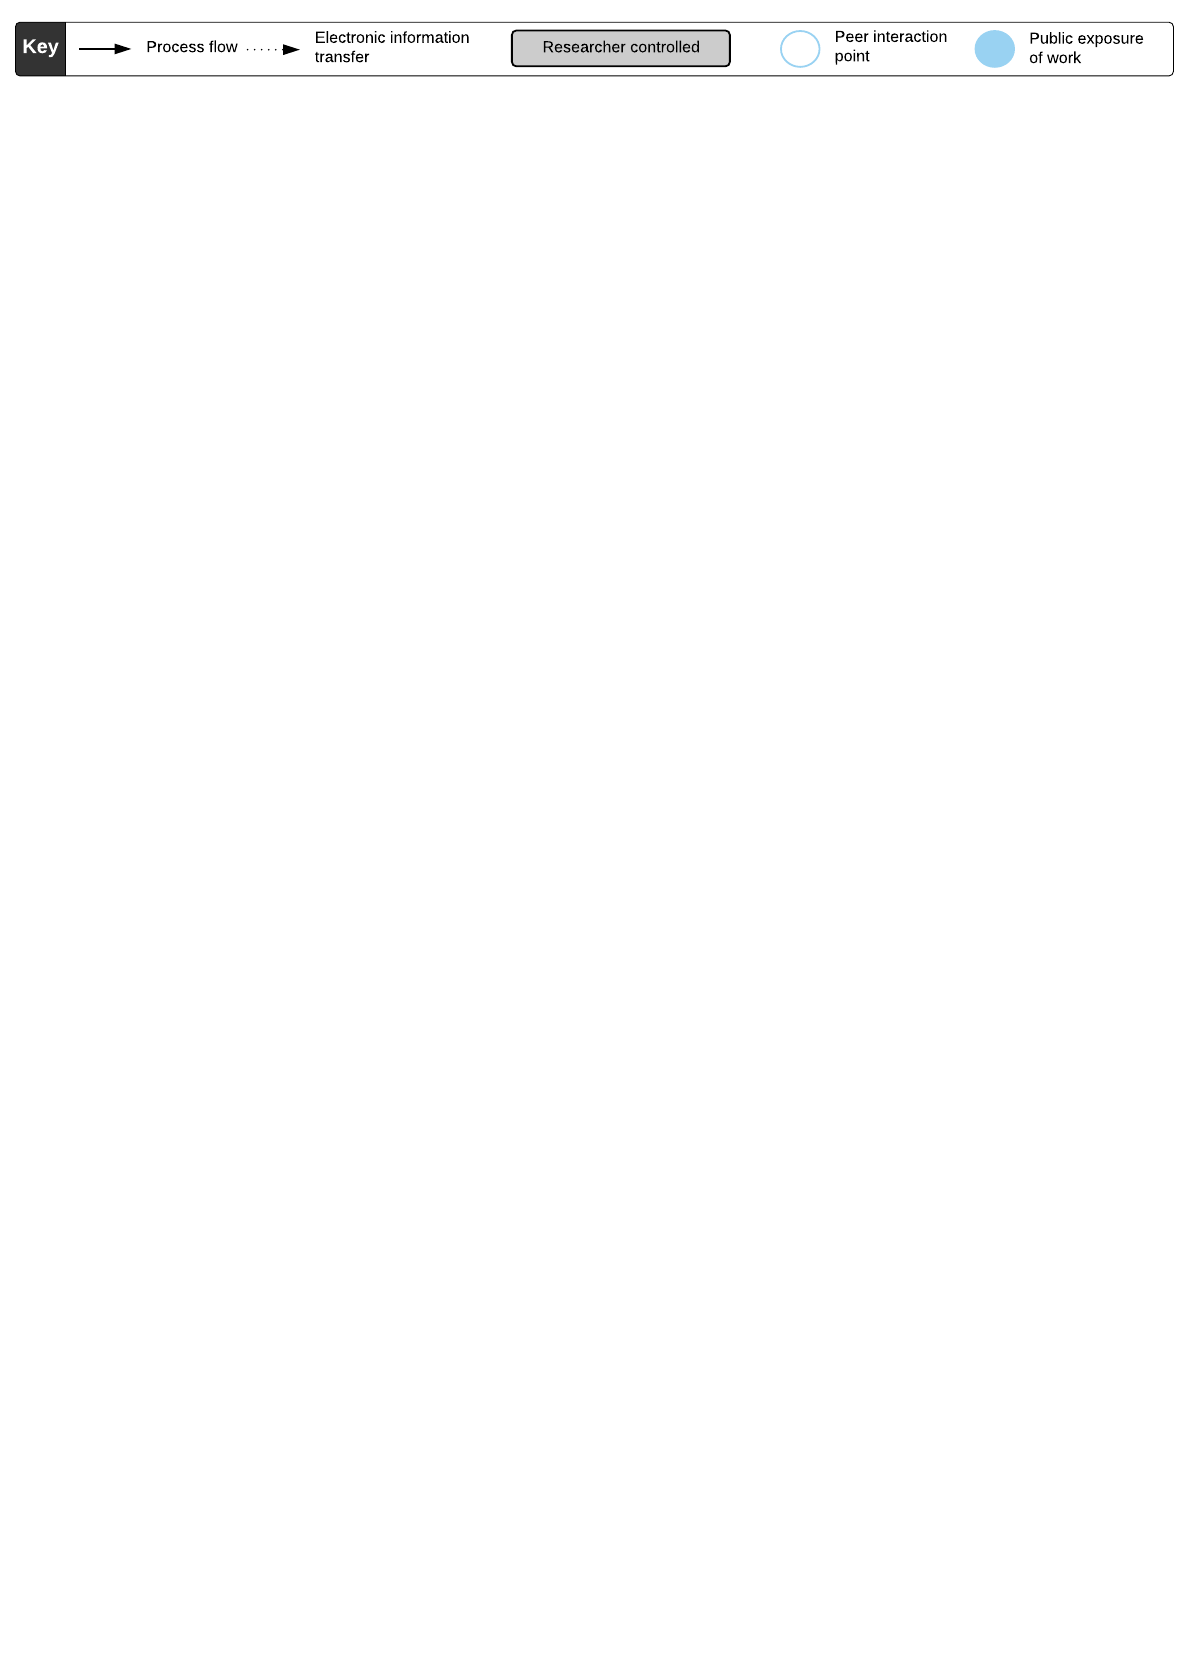 Key
Process flow
Electronic information
transfer
Researcher controlled
Peer interaction
point
Public exposure
of work